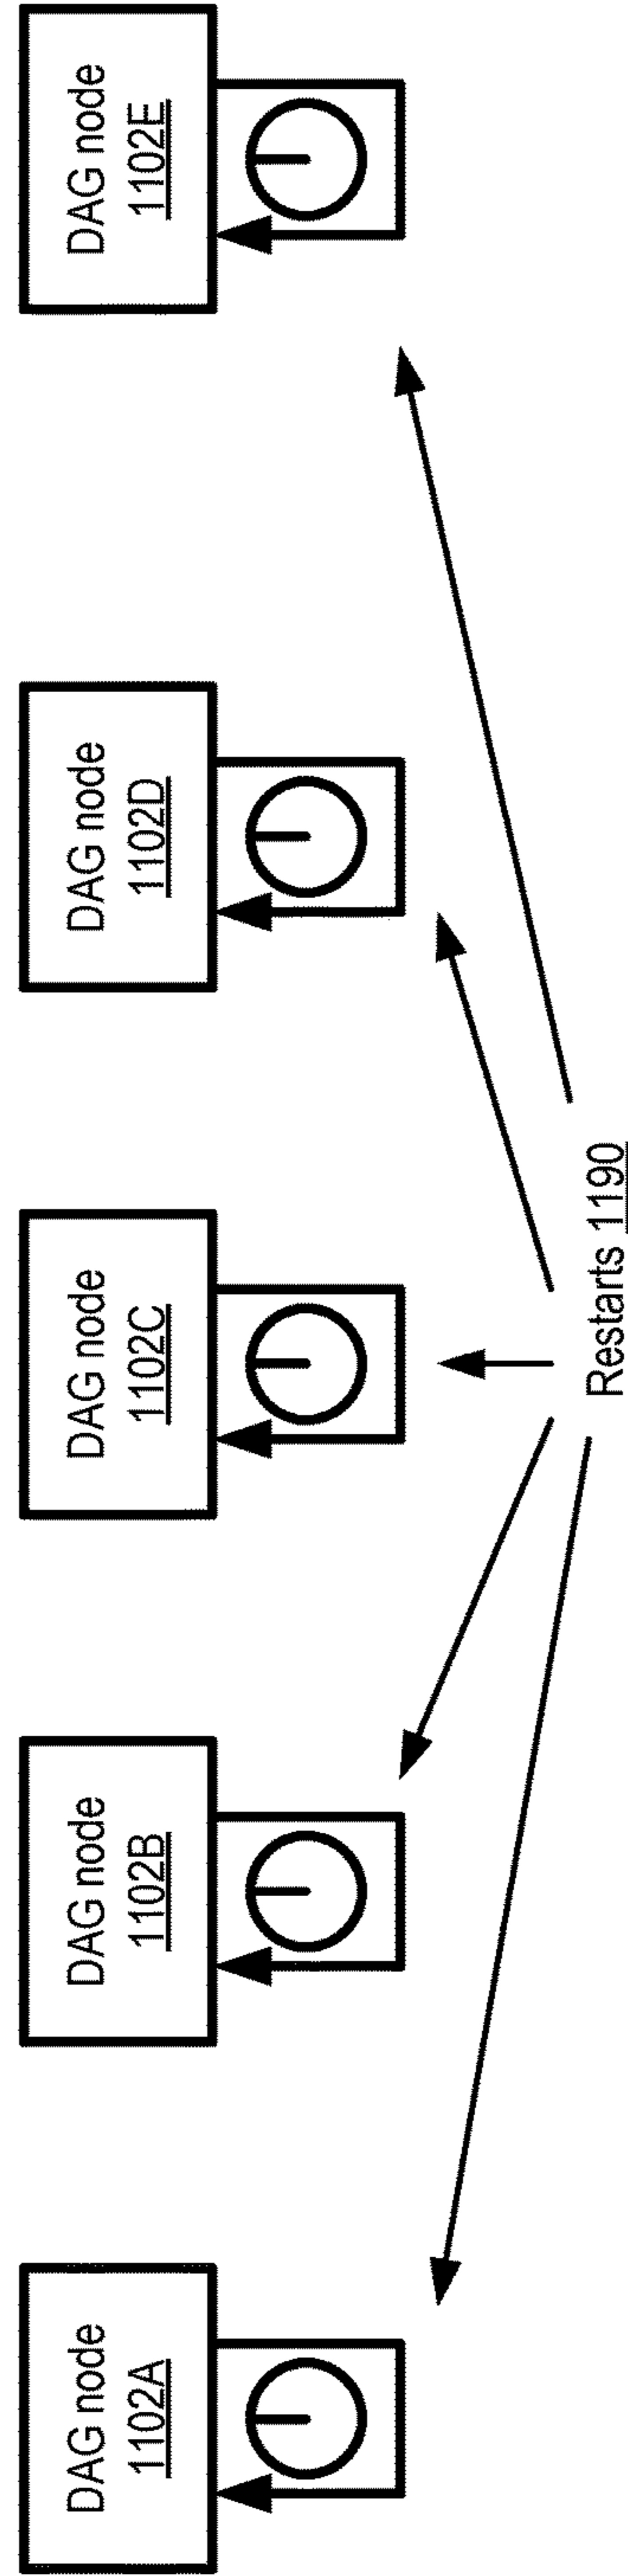 DAG node
1102A
DAG node
1102B
DAG node
1102C
DAG node
1102D
DAG node
1102E
Restarts 1190